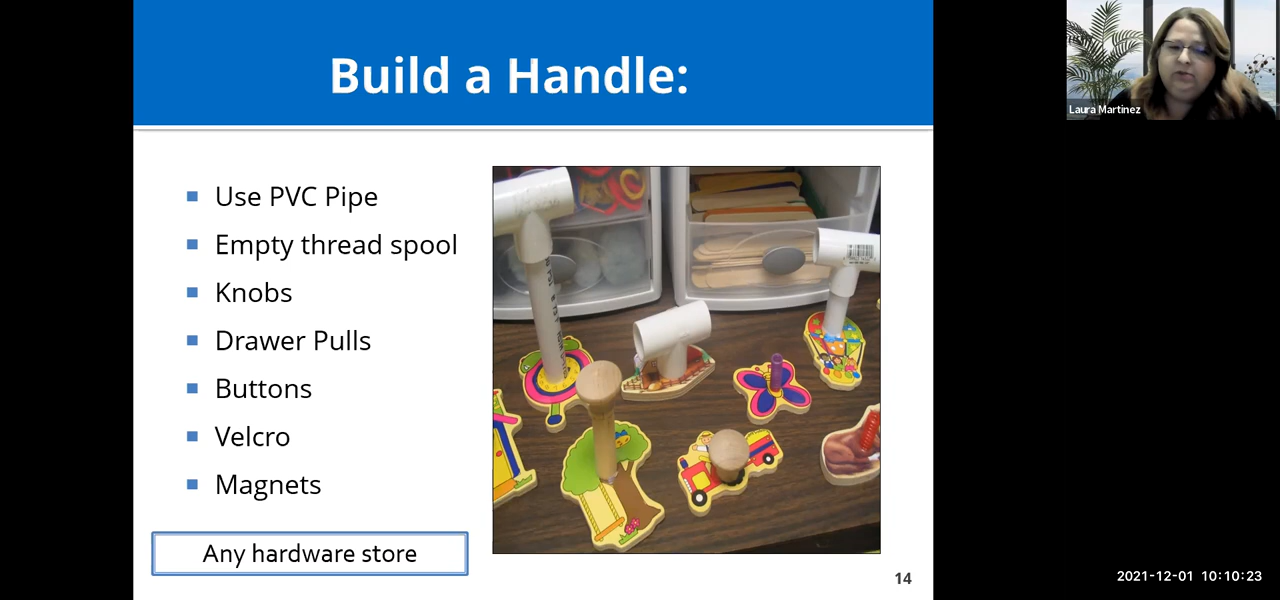 Build a Handle:
Laura Martinez
Use PVC Pipe
Empty thread spool
Knobs
Drawer Pulls
Buttons
Velcro
Magnets
Any hardware store
14
2021-12-01 10:10:23